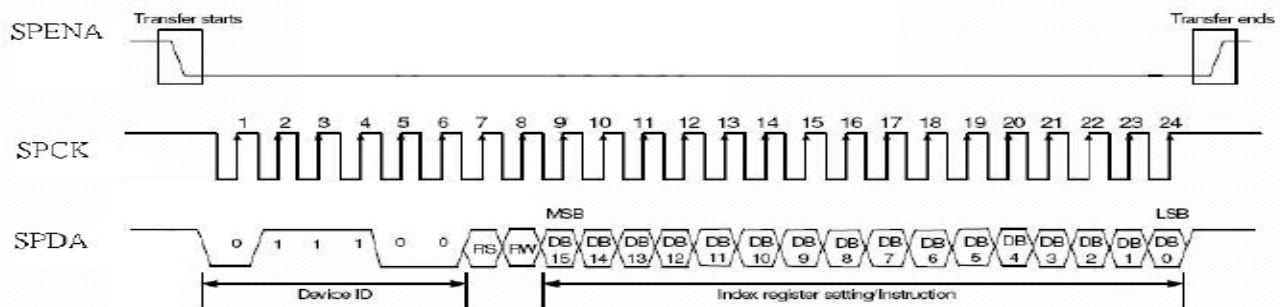 Transfer starts
Transfer ends
SPENA
1 2 3 4 5 6 7 8 9 10 11 12 13 14 15 16 17 18 19 20 21 22 23 24
SPCK
MSB
LSB
SPDA
0 1 1 1 0 0 RS RW DB 15 DB 14 DB 13 DB 12 DB 11 DB 10 DB 9 DB 8 DB 7 DB 6 DB 5 DB 4 DB 3 DB 2 DB 1 DB 0
Device ID
Index register setting/Instruction